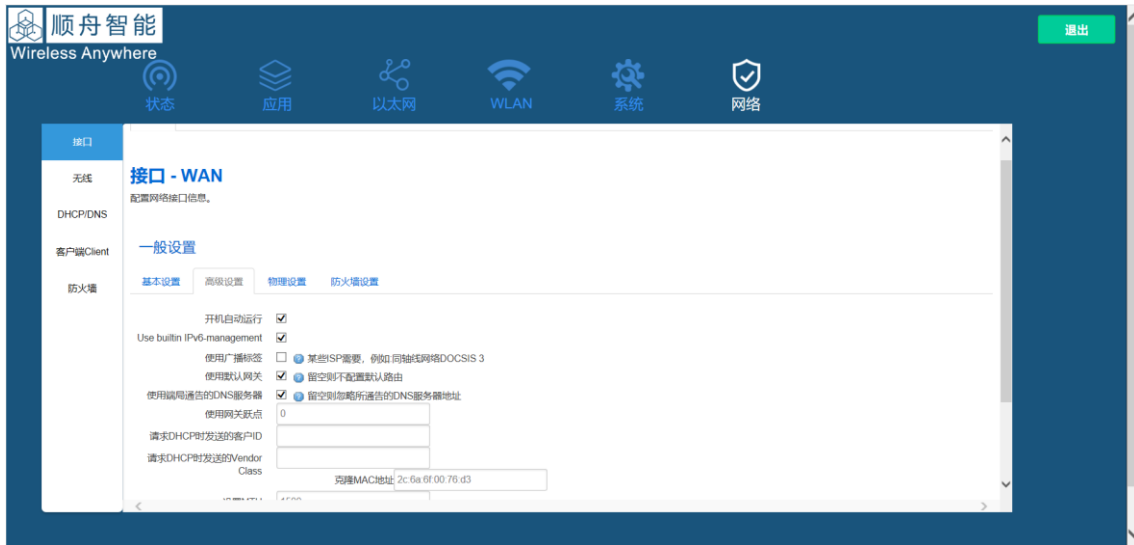 顺舟智能
Wireless Anywhere
退出
状态
应用
以太网
WLAN
系统
网络
接口
无线
DHCP/DNS
客户端Client
防火墙
接口 - WAN
配置网络接口信息。
一般设置
基本设置
高级设置
物理设置
防火墙设置
开机自动运行
Use builtin IPv6-management
使用广播标签 某些ISP需要，例如:同轴线网络DOCSIS 3
使用默认网关 留空则不配置默认路由
使用端局通告的DNS服务器 留空则忽略所通告的DNS服务器地址
使用网关跃点 0
请求DHCP时发送的客户ID
请求DHCP时发送的Vendor
Class
克隆MAC地址 2c:6a:6f:00:76:d3